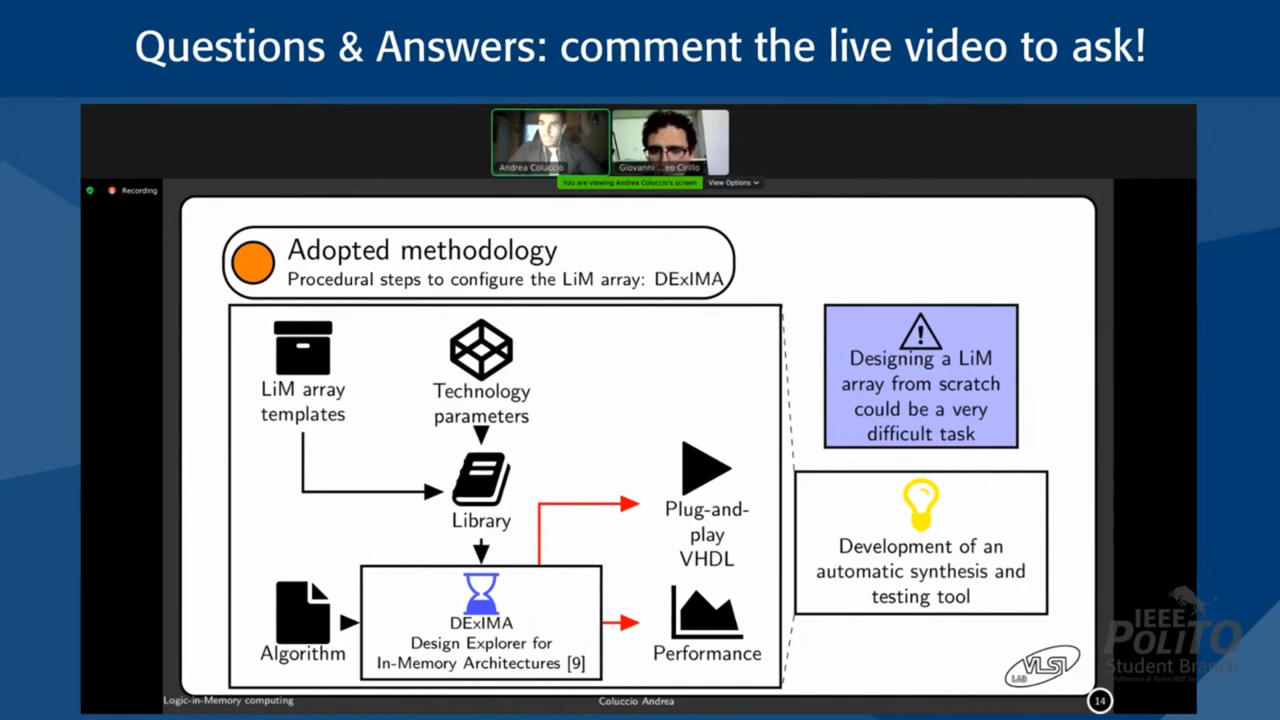 Questions & Answers: comment the live video to ask!
Andrea Coluccio
Giovanni ...eo Cirillo
You are viewing Andrea Coluccio's screen
View Options
Recording
Adopted methodology
Procedural steps to configure the LiM array: DExIMA
LiM array
templates
Technology
parameters
Library
Algorithm
DExIMA
Design Explorer for
In-Memory Architectures [9]
Plug-and-
play
VHDL
Performance
Designing a LiM
array from scratch
could be a very
difficult task
Development of an
automatic synthesis and
testing tool
VLSI
LAB
IEEE
POLITO
Student Branch
Logic-in-Memory computing
Coluccio Andrea
14